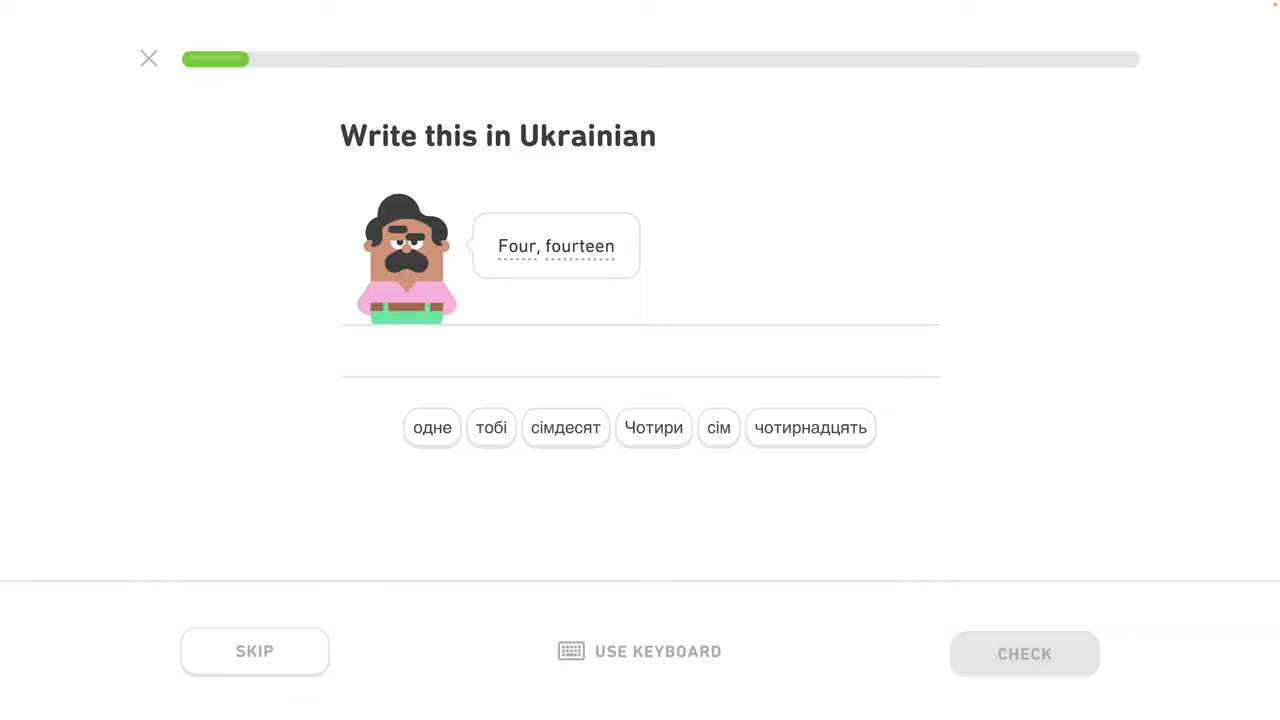 Write this in Ukrainian
Four, fourteen
одне тобі сімдесят Чотири сім чотирнадцять
SKIP USE KEYBOARD CHECK